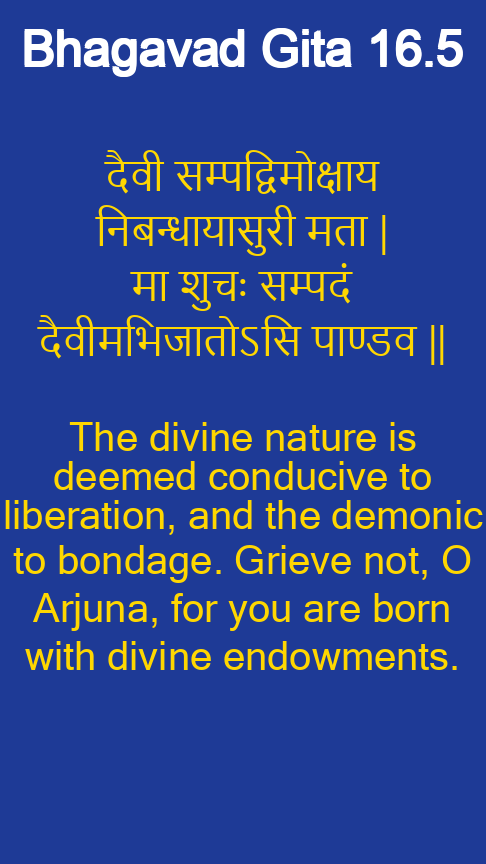 Bhagavad Gita 16.5
दैवी सम्पद्विमोक्षाय
निबन्धायासुरी मता |
मा शुचः सम्पदं
दैवीमभिजातोऽसि पाण्डव ||
The divine nature is
deemed conducive to
liberation, and the demonic
to bondage. Grieve not, O
Arjuna, for you are born
with divine endowments.